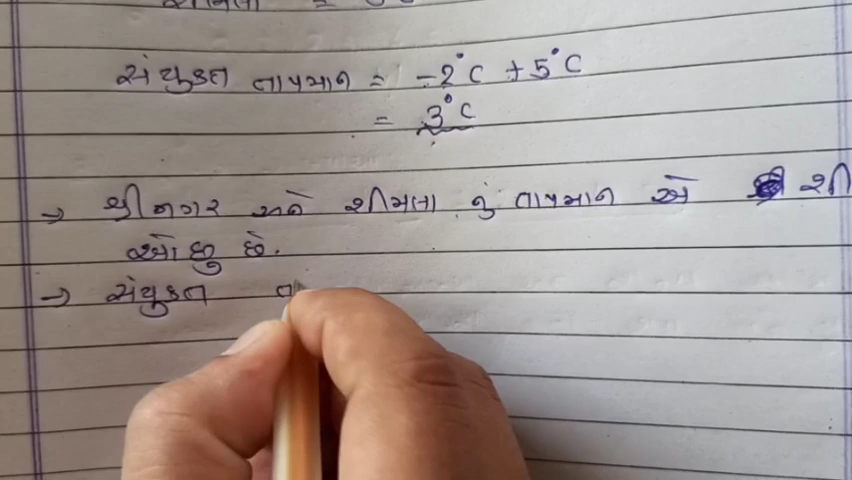 સંયુક્ત તાપમાન = -2°C + 5°C
= 3°C
→ શ્રીનગર અને શીમલા નું તાપમાન એ શી
ઓછુ છે.
→ સંયુક્ત